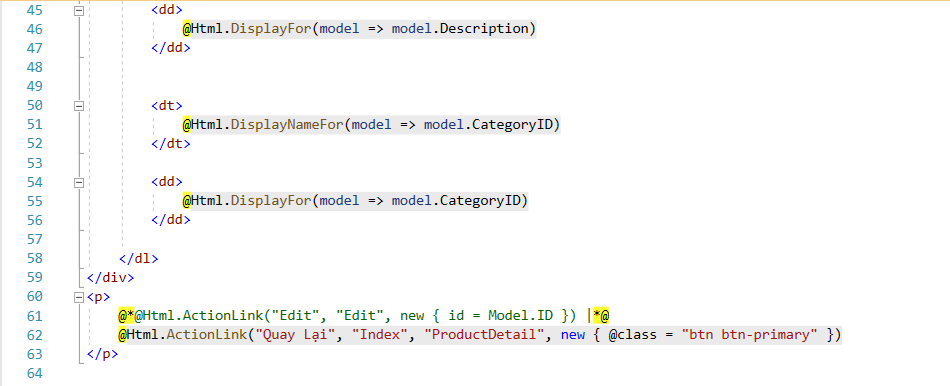 45 <dd>
46 @Html.DisplayFor(model => model.Description)
47 </dd>
48
49
50 <dt>
51 @Html.DisplayNameFor(model => model.CategoryID)
52 </dt>
53
54 <dd>
55 @Html.DisplayFor(model => model.CategoryID)
56 </dd>
57
58 </dl>
59 </div>
60 <p>
61 @*@Html.ActionLink("Edit", "Edit", new { id = Model.ID }) |*@
62 @Html.ActionLink("Quay Lại", "Index", "ProductDetail", new { @class = "btn btn-primary" })
63 </p>
64